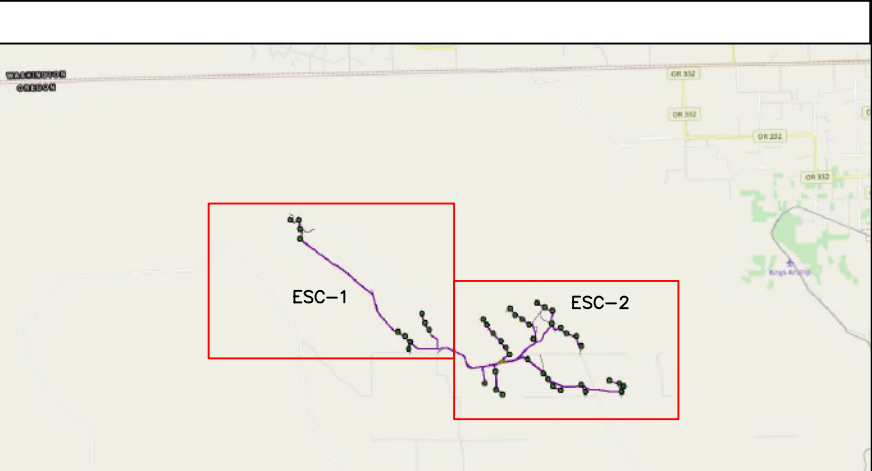 WASHINGTON
OREGON
OR 332
OR 332
OR 332
OR 332
ESC-1
ESC-2